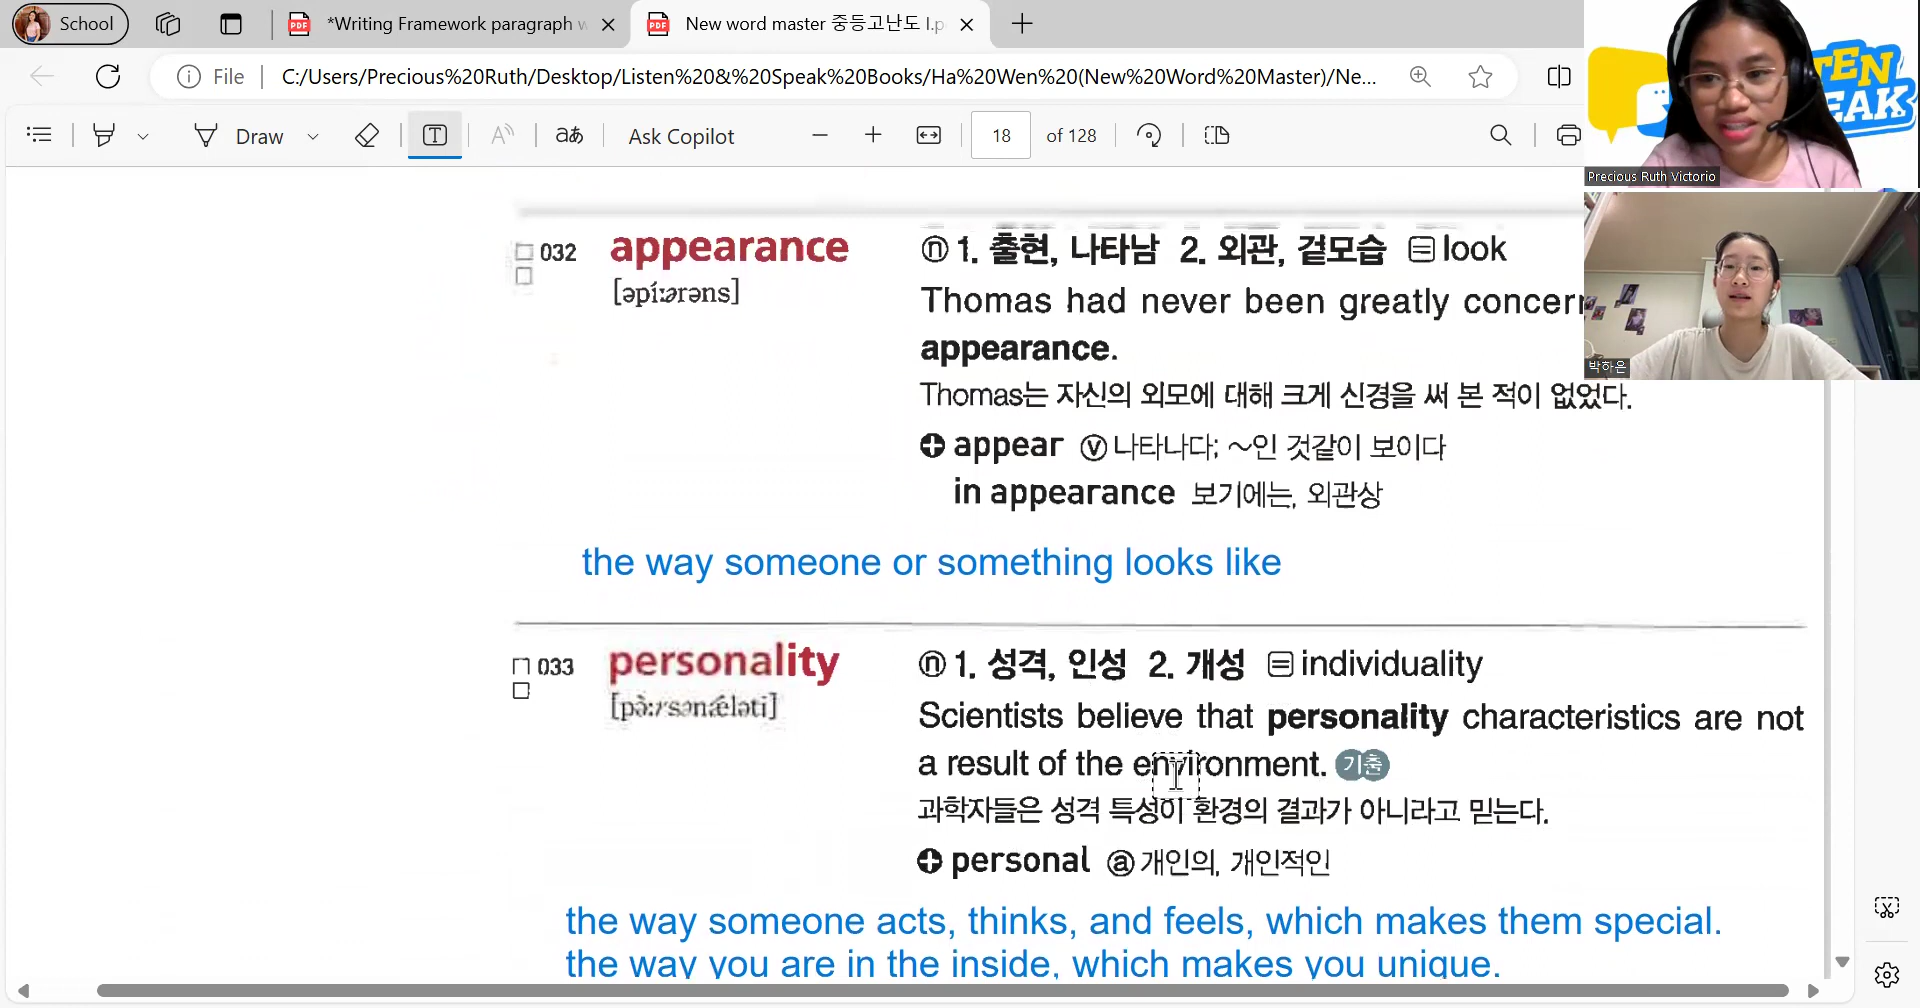 School
*Writing Framework paragraph w
New word master 중등고난도 I.p
File
C:/Users/Precious%20Ruth/Desktop/Listen%20&%20Speak%20Books/Ha%20Wen%20(New%20Word%20Master)/Ne...
Draw
Ask Copilot
18
of 128
TEN
EAK
Precious Ruth Victorio
박하은
032 appearance ⓝ 1. 출현, 나타남 2. 외관, 겉모습 = look
[əpíːərəns] Thomas had never been greatly concern
appearance.
Thomas는 자신의 외모에 대해 크게 신경을 써 본 적이 없었다.
+ appear ⓥ 나타나다; ~인 것같이 보이다
in appearance 보기에는, 외관상
the way someone or something looks like
033 personality ⓝ 1. 성격, 인성 2. 개성 = individuality
[pə̀ːrsənǽləti] Scientists believe that personality characteristics are not
a result of the environment. 기출
과학자들은 성격 특성이 환경의 결과가 아니라고 믿는다.
+ personal ⓐ 개인의, 개인적인
the way someone acts, thinks, and feels, which makes them special.
the way you are in the inside, which makes you unique.